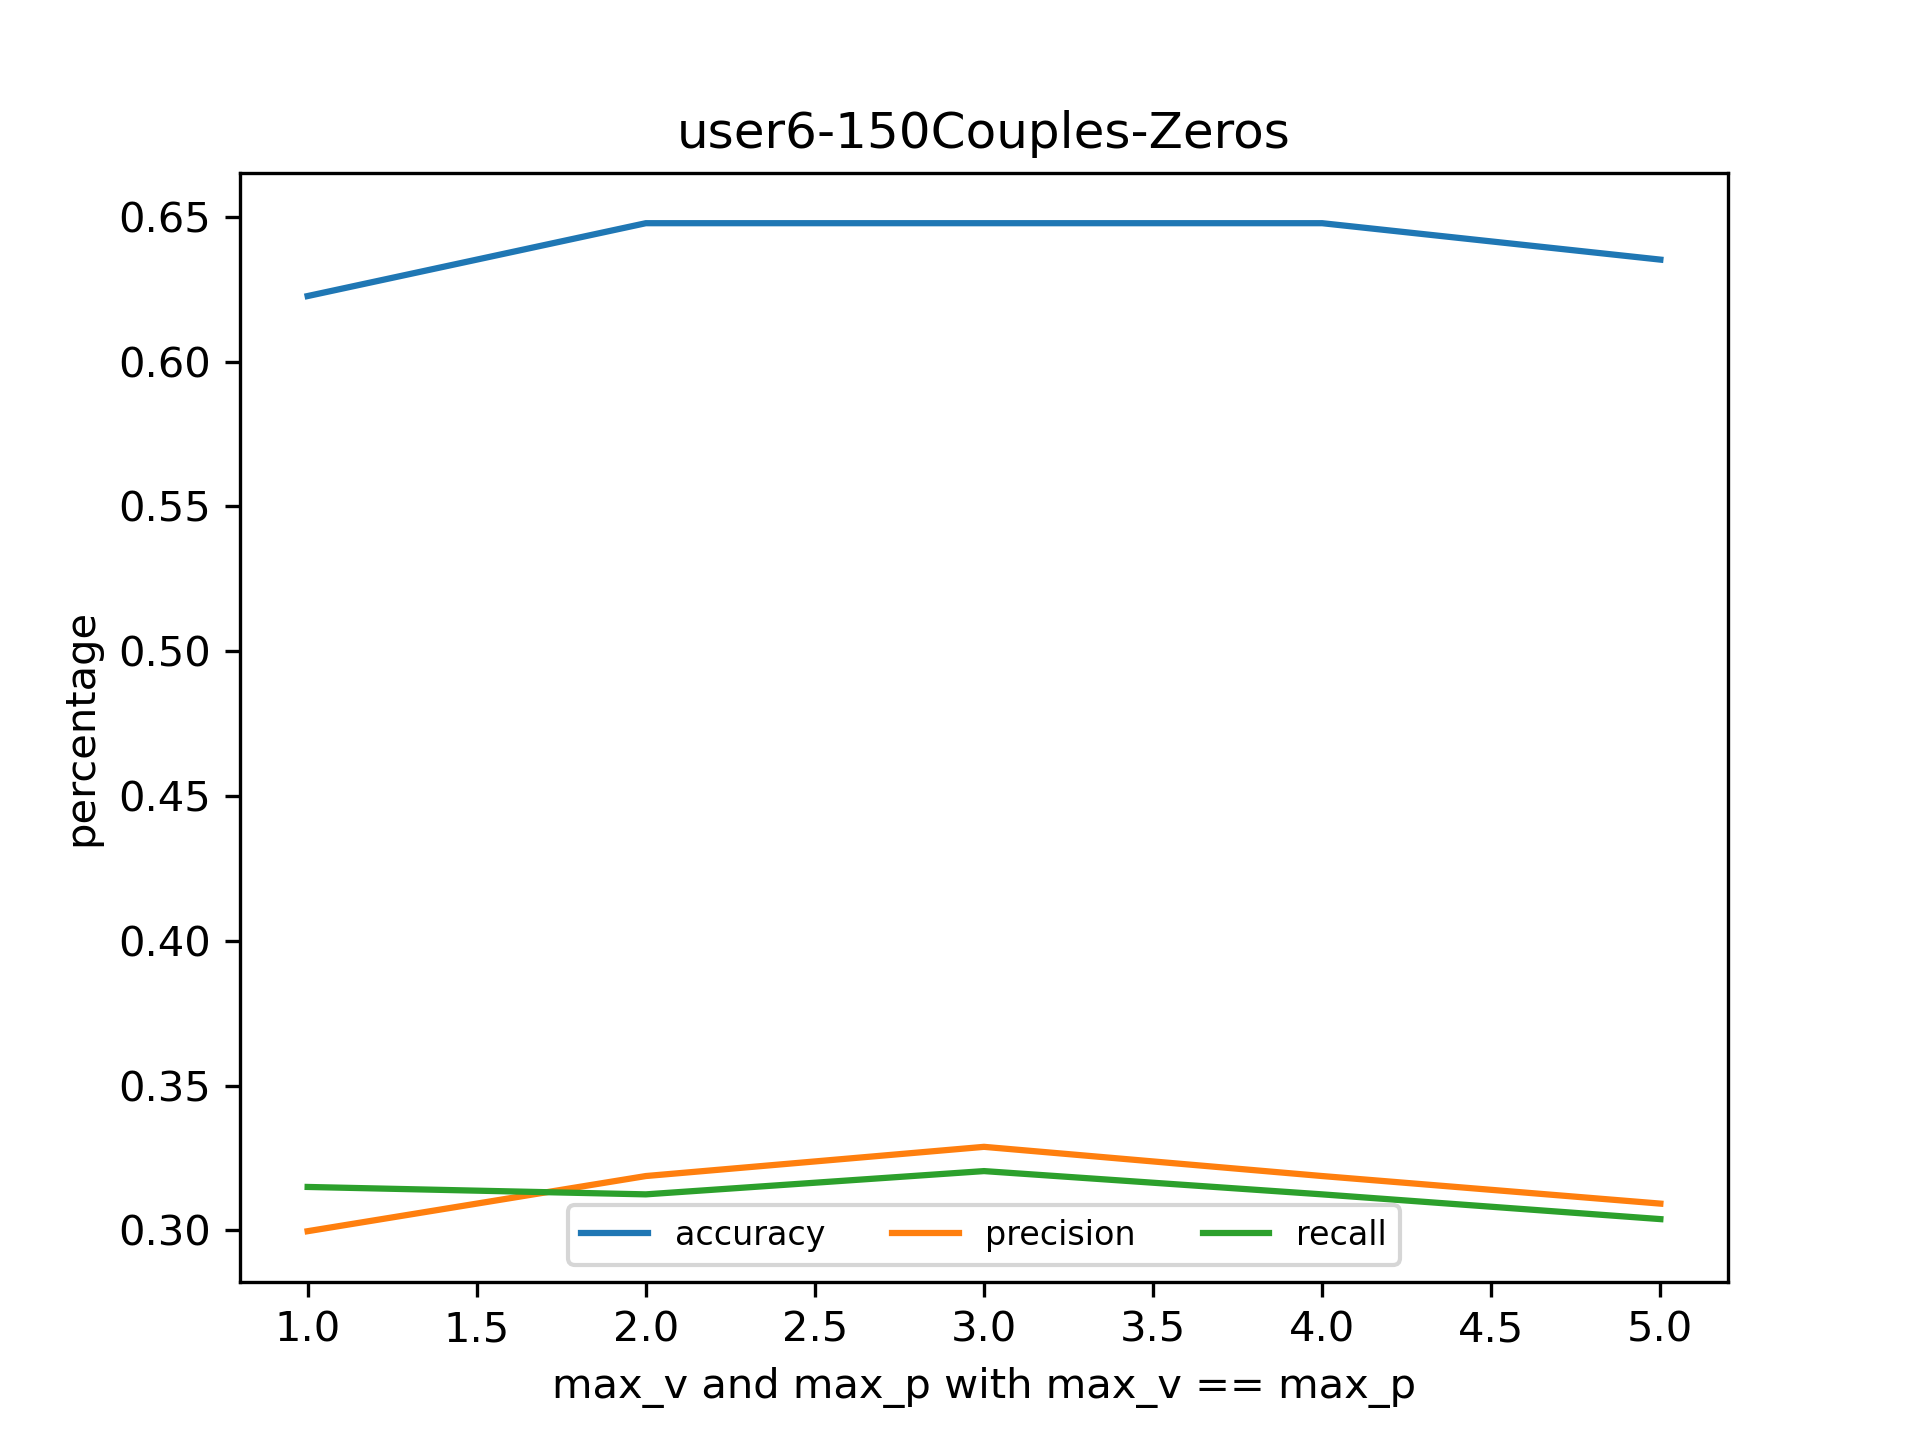 user6-150Couples-Zeros
percentage
0.65
0.60
0.55
0.50
0.45
0.40
0.35
0.30
accuracy precision recall
1.0 1.5 2.0 2.5 3.0 3.5 4.0 4.5 5.0
max_v and max_p with max_v == max_p